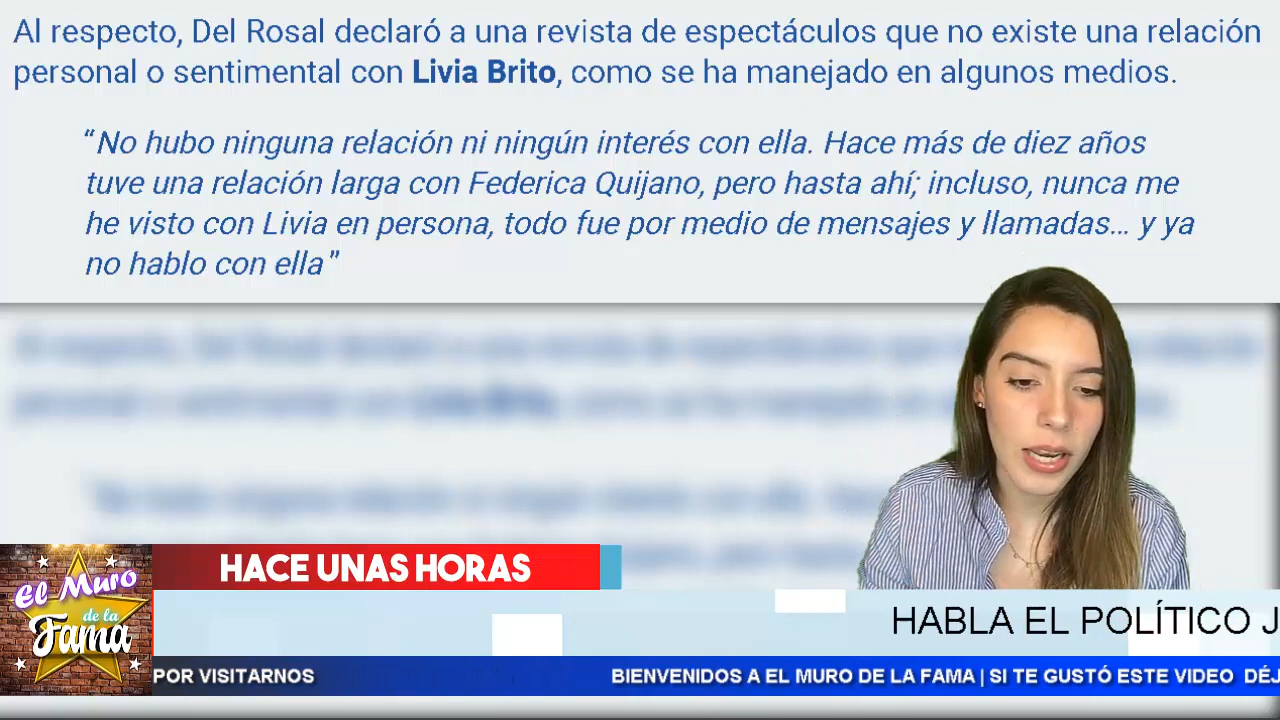 Al respecto, Del Rosal declaró a una revista de espectáculos que no existe una relación
personal o sentimental con Livia Brito, como se ha manejado en algunos medios.
“No hubo ninguna relación ni ningún interés con ella. Hace más de diez años
tuve una relación larga con Federica Quijano, pero hasta ahí; incluso, nunca me
he visto con Livia en persona, todo fue por medio de mensajes y llamadas... y ya
no hablo con ella”
HACE UNAS HORAS
El Muro
de la
Fama
HABLA EL POLÍTICO J
POR VISITARNOS
BIENVENIDOS A EL MURO DE LA FAMA | SI TE GUSTÓ ESTE VIDEO DÉJ